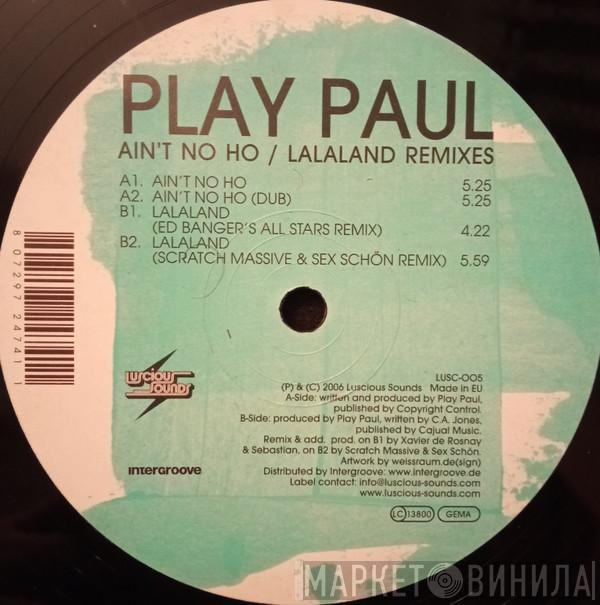 PLAY PAUL
AIN'T NO HO / LALALAND REMIXES
A1. AIN'T NO HO 5.25
A2. AIN'T NO HO (DUB) 5.25
B1. LALALAND
(ED BANGER'S ALL STARS REMIX) 4.22
B2. LALALAND
(SCRATCH MASSIVE & SEX SCHÖN REMIX) 5.59
8 07297 24741 1
LUSCIOUS
SOUNDS
LUSC-005
(P) & (C) 2006 Luscious Sounds Made in EU
A-Side: written and produced by Play Paul,
published by Copyright Control.
B-Side: produced by Play Paul, written by C.A. Jones,
published by Cajual Music.
Remix & add. prod. on B1 by Xavier de Rosnay
& Sebastian, on B2 by Scratch Massive & Sex Schön.
Artwork by weissraum.de(sign)
Distributed by Intergroove: www.intergroove.de
Label contact: info@luscious-sounds.com
www.luscious-sounds.com
intergroove
LC 13800 GEMA
МАРКЕТ ВИНИЛА